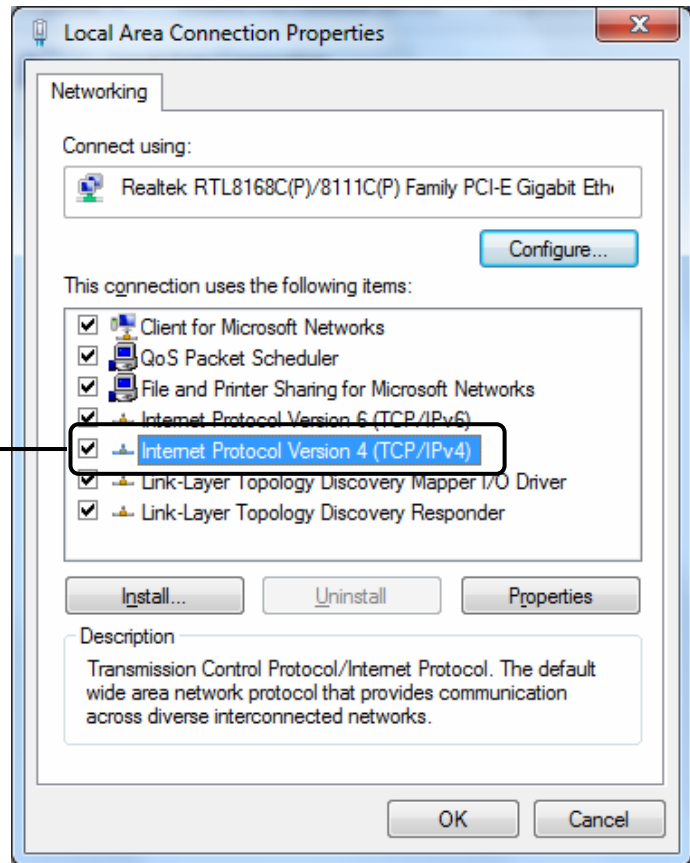 Local Area Connection Properties
Networking
Connect using:
Realtek RTL8168C(P)/8111C(P) Family PCI-E Gigabit Eth
Configure...
This connection uses the following items:
Client for Microsoft Networks
QoS Packet Scheduler
File and Printer Sharing for Microsoft Networks
Internet Protocol Version 6 (TCP/IPv6)
Internet Protocol Version 4 (TCP/IPv4)
Link-Layer Topology Discovery Mapper I/O Driver
Link-Layer Topology Discovery Responder
Install... Uninstall Properties
Description
Transmission Control Protocol/Internet Protocol. The default
wide area network protocol that provides communication
across diverse interconnected networks.
OK Cancel